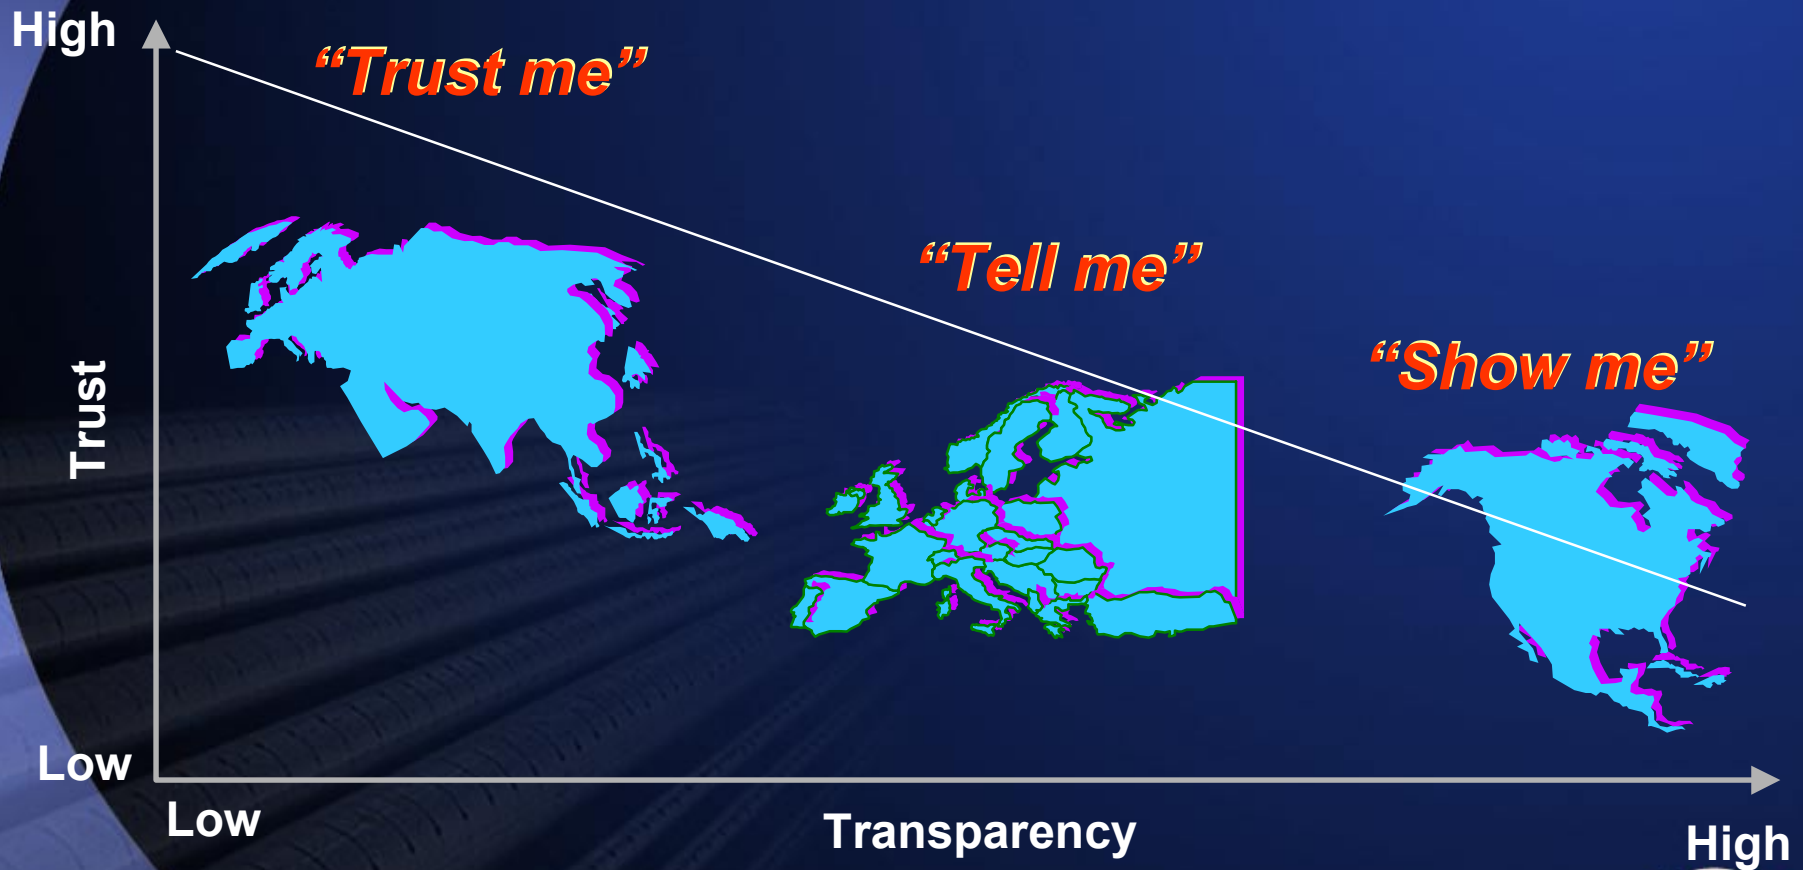 High
“Trust me”
“Tell me”
“Show me”
Trust
Low
Low
Transparency
High